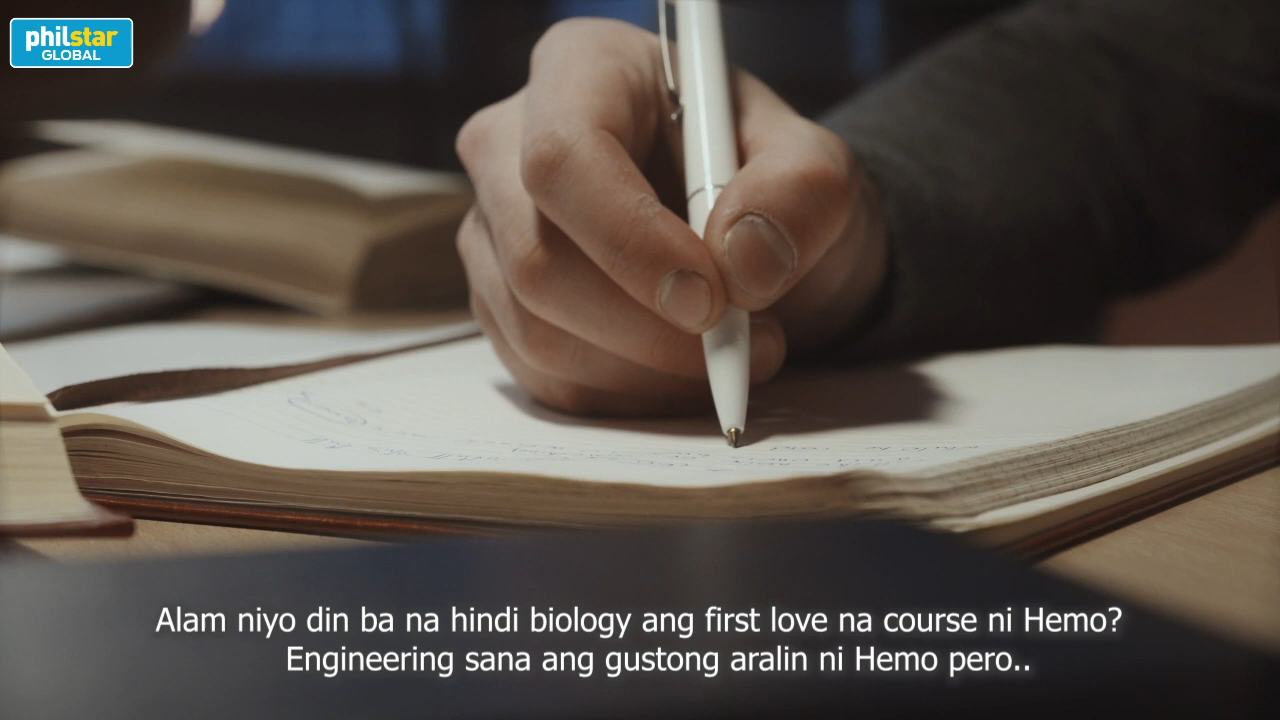 philstar
GLOBAL
Alam niyo din ba na hindi biology ang first love na course ni Hemo?
Engineering sana ang gustong aralin ni Hemo pero..